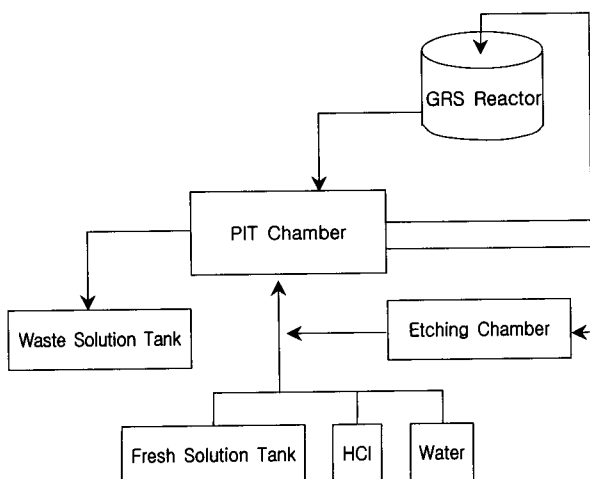 GRS Reactor
PIT Chamber
Waste Solution Tank
Etching Chamber
Fresh Solution Tank
HCl
Water